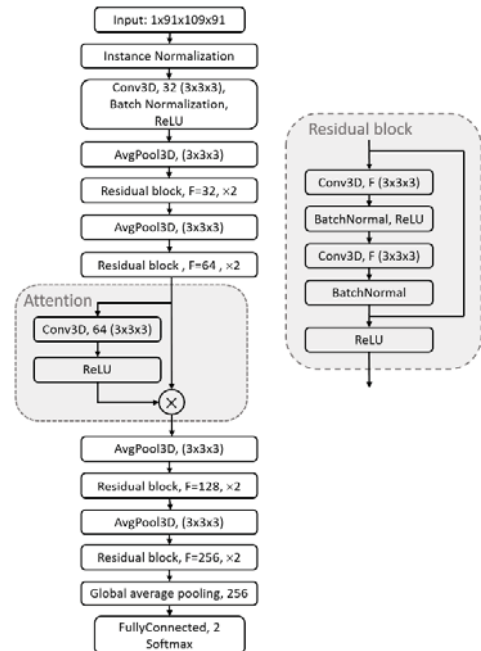 Input: 1x91x109x91
Instance Normalization
Conv3D, 32 (3x3x3),
Batch Normalization,
ReLU
AvgPool3D, (3x3x3)
Residual block, F=32, ×2
AvgPool3D, (3x3x3)
Residual block , F=64 , ×2
Attention
Conv3D, 64 (3x3x3)
ReLU
×
AvgPool3D, (3x3x3)
Residual block, F=128, ×2
AvgPool3D, (3x3x3)
Residual block, F=256, ×2
Global average pooling, 256
FullyConnected, 2
Softmax
Residual block
Conv3D, F (3x3x3)
BatchNormal, ReLU
Conv3D, F (3x3x3)
BatchNormal
ReLU